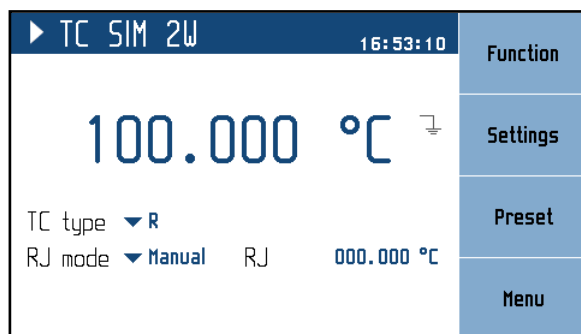 TC SIM 2W 16:53:10
Function
100.000 °C
Settings
TC type R
Preset
RJ mode Manual RJ 000.000 °C
Menu